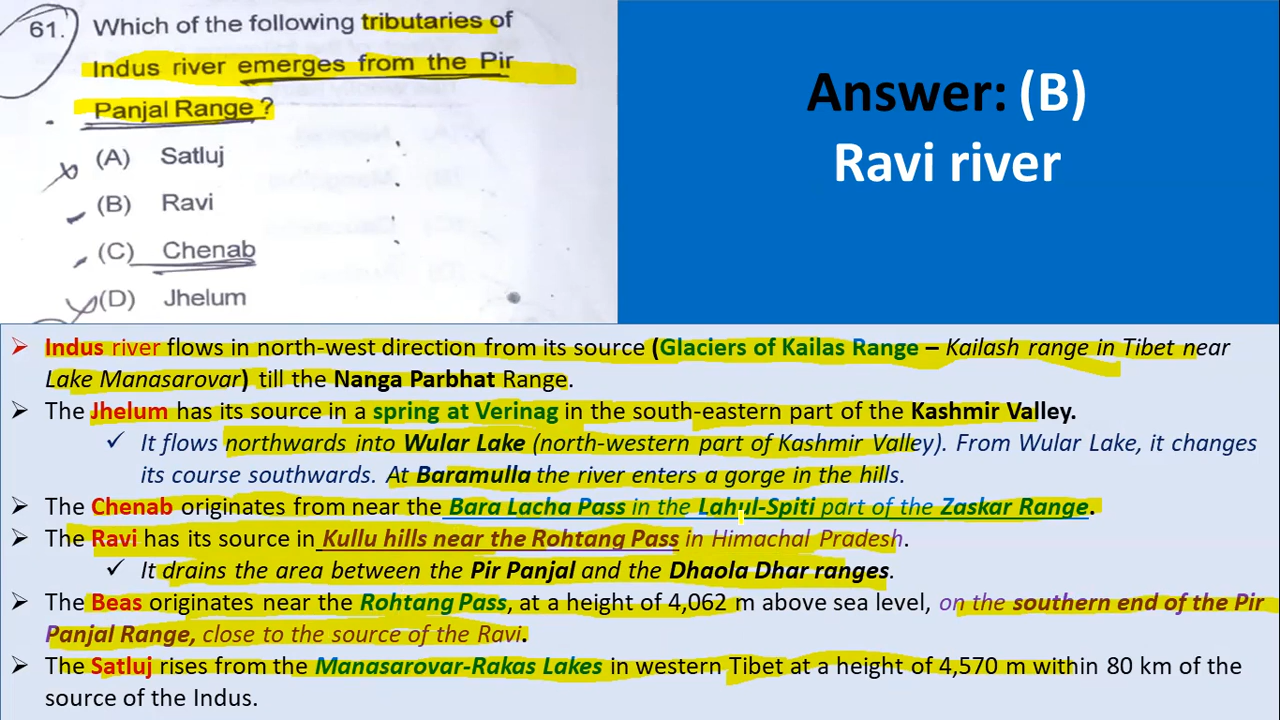 61. Which of the following tributaries of
Indus river emerges from the Pir
Panjal Range ?
(A) Satluj
(B) Ravi
(C) Chenab
(D) Jhelum
Answer: (B)
Ravi river
➢ Indus river flows in north-west direction from its source (Glaciers of Kailas Range – Kailash range in Tibet near
Lake Manasarovar) till the Nanga Parbhat Range.
➢ The Jhelum has its source in a spring at Verinag in the south-eastern part of the Kashmir Valley.
✓ It flows northwards into Wular Lake (north-western part of Kashmir Valley). From Wular Lake, it changes
its course southwards. At Baramulla the river enters a gorge in the hills.
➢ The Chenab originates from near the Bara Lacha Pass in the Lahul-Spiti part of the Zaskar Range.
➢ The Ravi has its source in Kullu hills near the Rohtang Pass in Himachal Pradesh.
✓ It drains the area between the Pir Panjal and the Dhaola Dhar ranges.
➢ The Beas originates near the Rohtang Pass, at a height of 4,062 m above sea level, on the southern end of the Pir
Panjal Range, close to the source of the Ravi.
➢ The Satluj rises from the Manasarovar-Rakas Lakes in western Tibet at a height of 4,570 m within 80 km of the
source of the Indus.